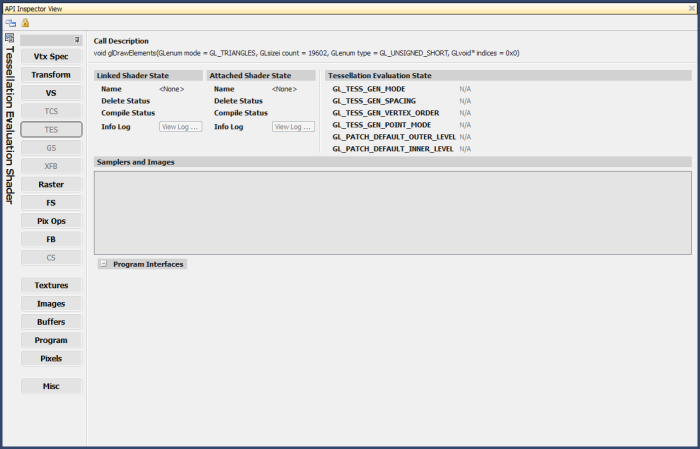 API Inspector View
Tessellation Evaluation Shader
Vtx Spec
Transform
VS
TCS
TES
GS
XFB
Raster
FS
Pix Ops
FB
CS
Textures
Images
Buffers
Program
Pixels
Misc
Call Description
void glDrawElements(GLenum mode = GL_TRIANGLES, GLsizei count = 19602, GLenum type = GL_UNSIGNED_SHORT, GLvoid* indices = 0x0)
Linked Shader State
Name <None>
Delete Status
Compile Status
Info Log View Log ...
Attached Shader State
Name <None>
Delete Status
Compile Status
Info Log View Log ...
Tessellation Evaluation State
GL_TESS_GEN_MODE N/A
GL_TESS_GEN_SPACING N/A
GL_TESS_GEN_VERTEX_ORDER N/A
GL_TESS_GEN_POINT_MODE N/A
GL_PATCH_DEFAULT_OUTER_LEVEL N/A
GL_PATCH_DEFAULT_INNER_LEVEL N/A
Samplers and Images
Program Interfaces